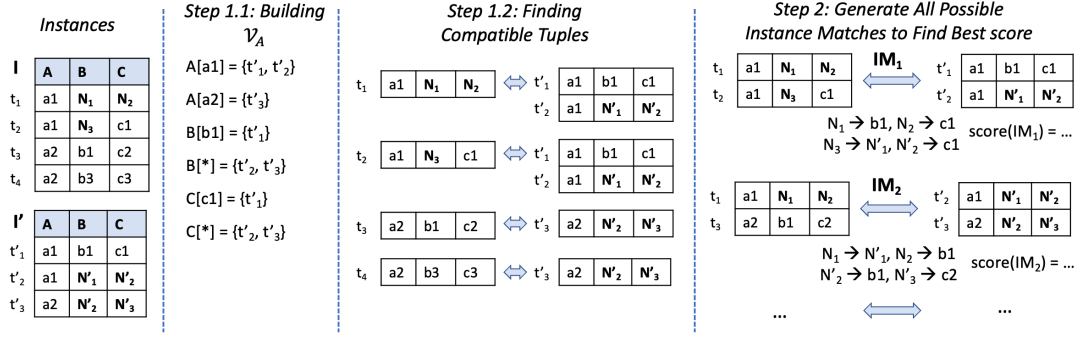 Instances
I
A B C
t1 a1 N1 N2
t2 a1 N3 c1
t3 a2 b1 c2
t4 a2 b3 c3
I'
A B C
t'1 a1 b1 c1
t'2 a1 N'1 N'2
t'3 a2 N'2 N'3
Step 1.1: Building
𝒱A
A[a1] = {t'1, t'2}
A[a2] = {t'3}
B[b1] = {t'1}
B[*] = {t'2, t'3}
C[c1] = {t'1}
C[*] = {t'2, t'3}
Step 1.2: Finding
Compatible Tuples
t1 a1 N1 N2 ⇔ t'1 a1 b1 c1
t'2 a1 N'1 N'2
t2 a1 N3 c1 ⇔ t'1 a1 b1 c1
t'2 a1 N'1 N'2
t3 a2 b1 c2 ⇔ t'3 a2 N'2 N'3
t4 a2 b3 c3 ⇔ t'3 a2 N'2 N'3
Step 2: Generate All Possible
Instance Matches to Find Best score
IM1
t1 a1 N1 N2 t'1 a1 b1 c1
t2 a1 N3 c1 t'2 a1 N'1 N'2
N1 → b1, N2 → c1
N3 → N'1, N'2 → c1
score(IM1) = ...
IM2
t1 a1 N1 N2 t'2 a1 N'1 N'2
t3 a2 b1 c2 t'3 a2 N'2 N'3
N1 → N'1, N2 → b1
N'2 → b1, N'3 → c2
score(IM2) = ...
... ⇔ ...